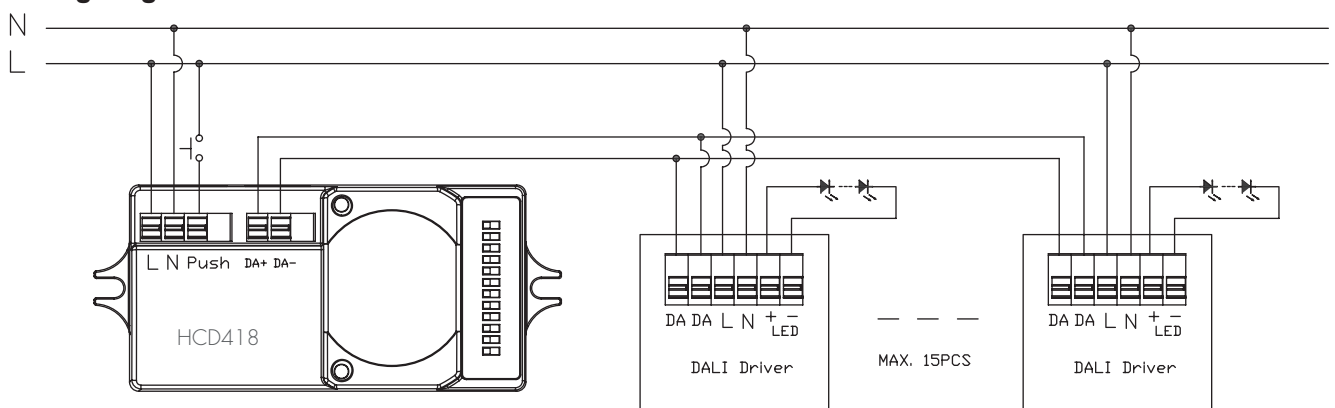 N
L
L N Push DA+ DA-
HCD418
DA DA L N + -
LED
DALI Driver
MAX. 15PCS
DA DA L N + -
LED
DALI Driver